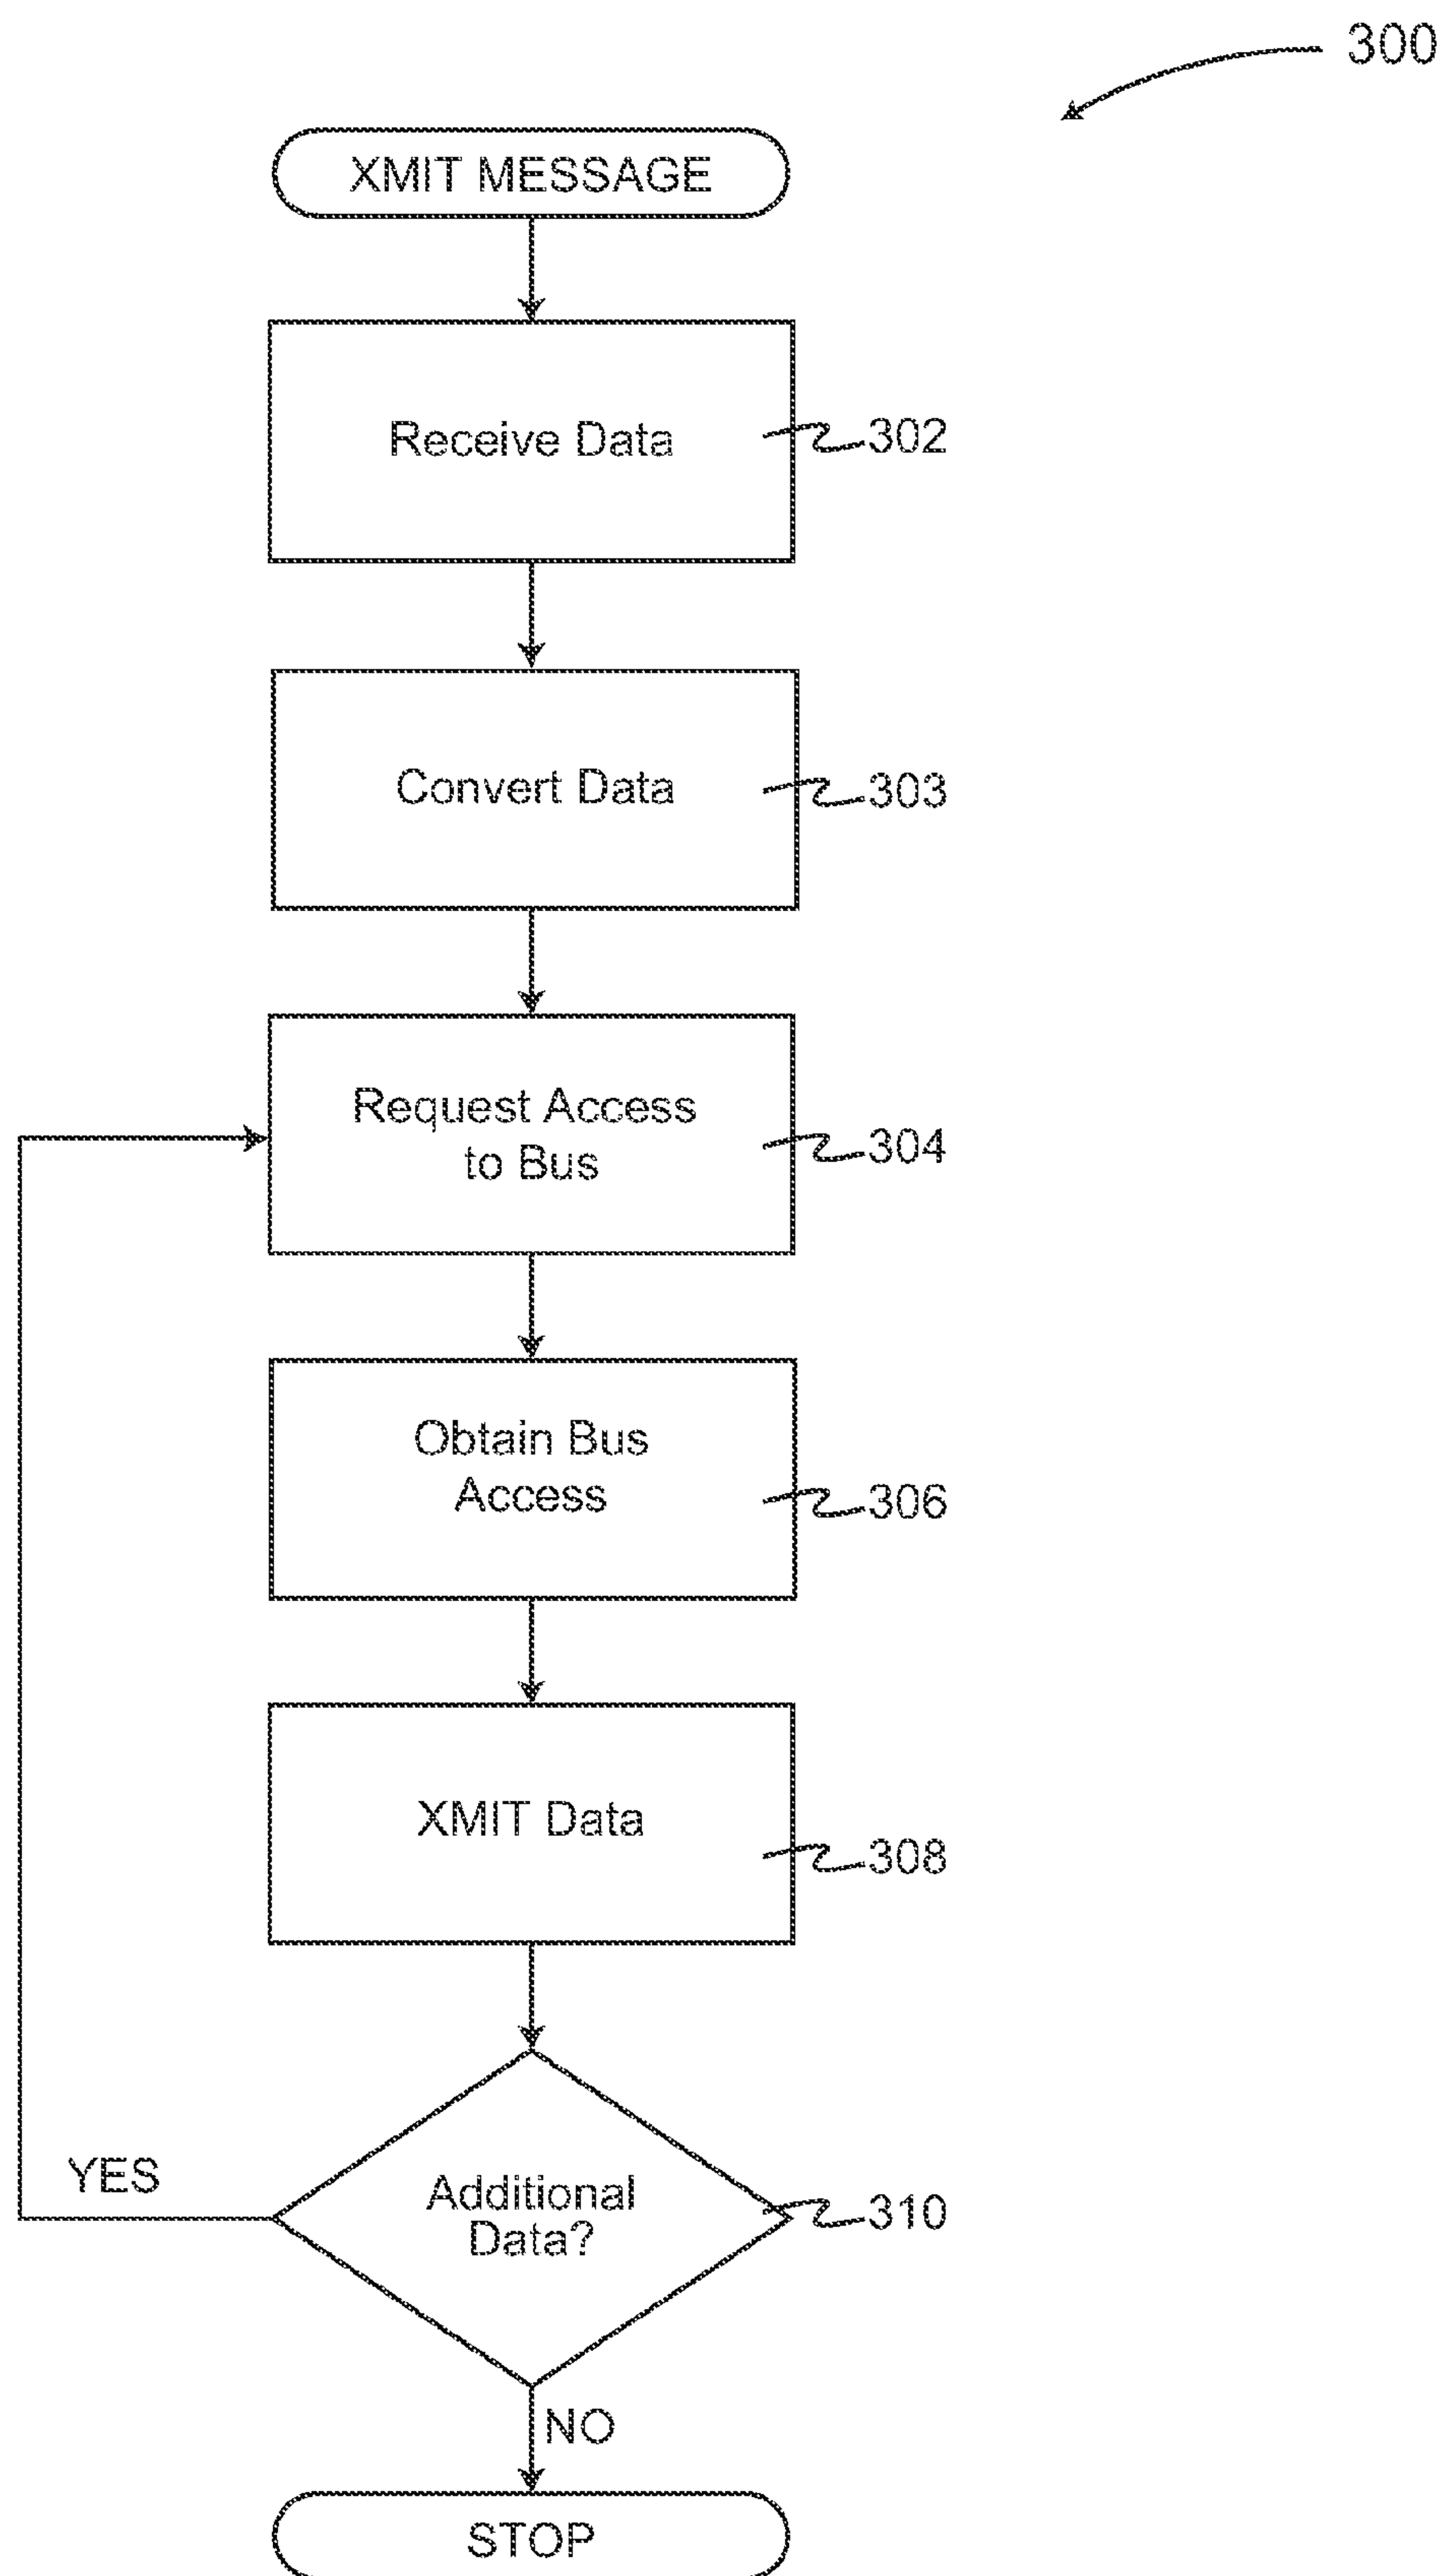 300
XMIT MESSAGE
Receive Data
302
Convert Data
303
Request Access
to Bus
304
Obtain Bus
Access
306
XMIT Data
308
YES
Additional
Data?
310
NO
STOP